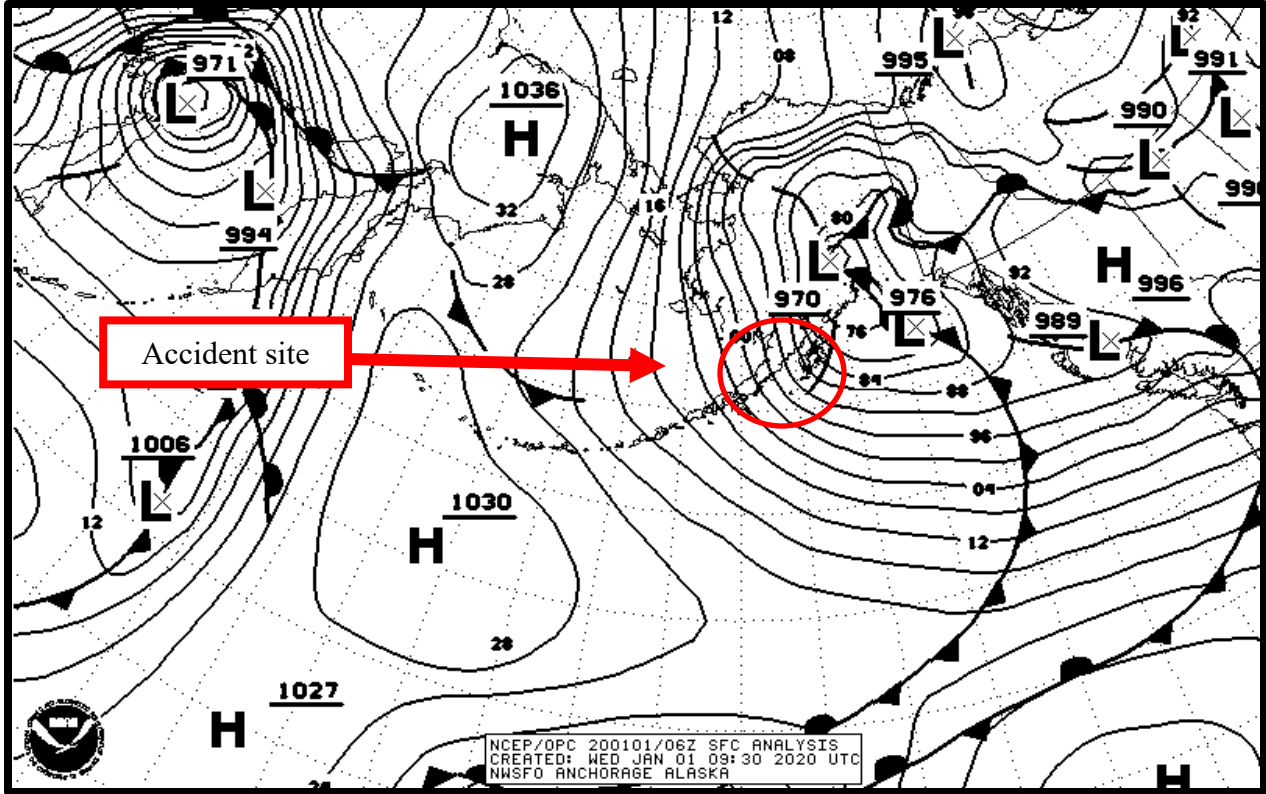 12
971
L
1036
H
08
995
L
92
L
991
L
990
L
32
16
80
L
994
L
28
92
H
996
970
976
L
76
989
L
Accident site
84
88
1006
L
96
04
12
12
1030
H
28
1027
H
NCEP/OPC 200101/06Z SFC ANALYSIS
CREATED: WED JAN 01 09:30 2020 UTC
NWSFO ANCHORAGE ALASKA
H